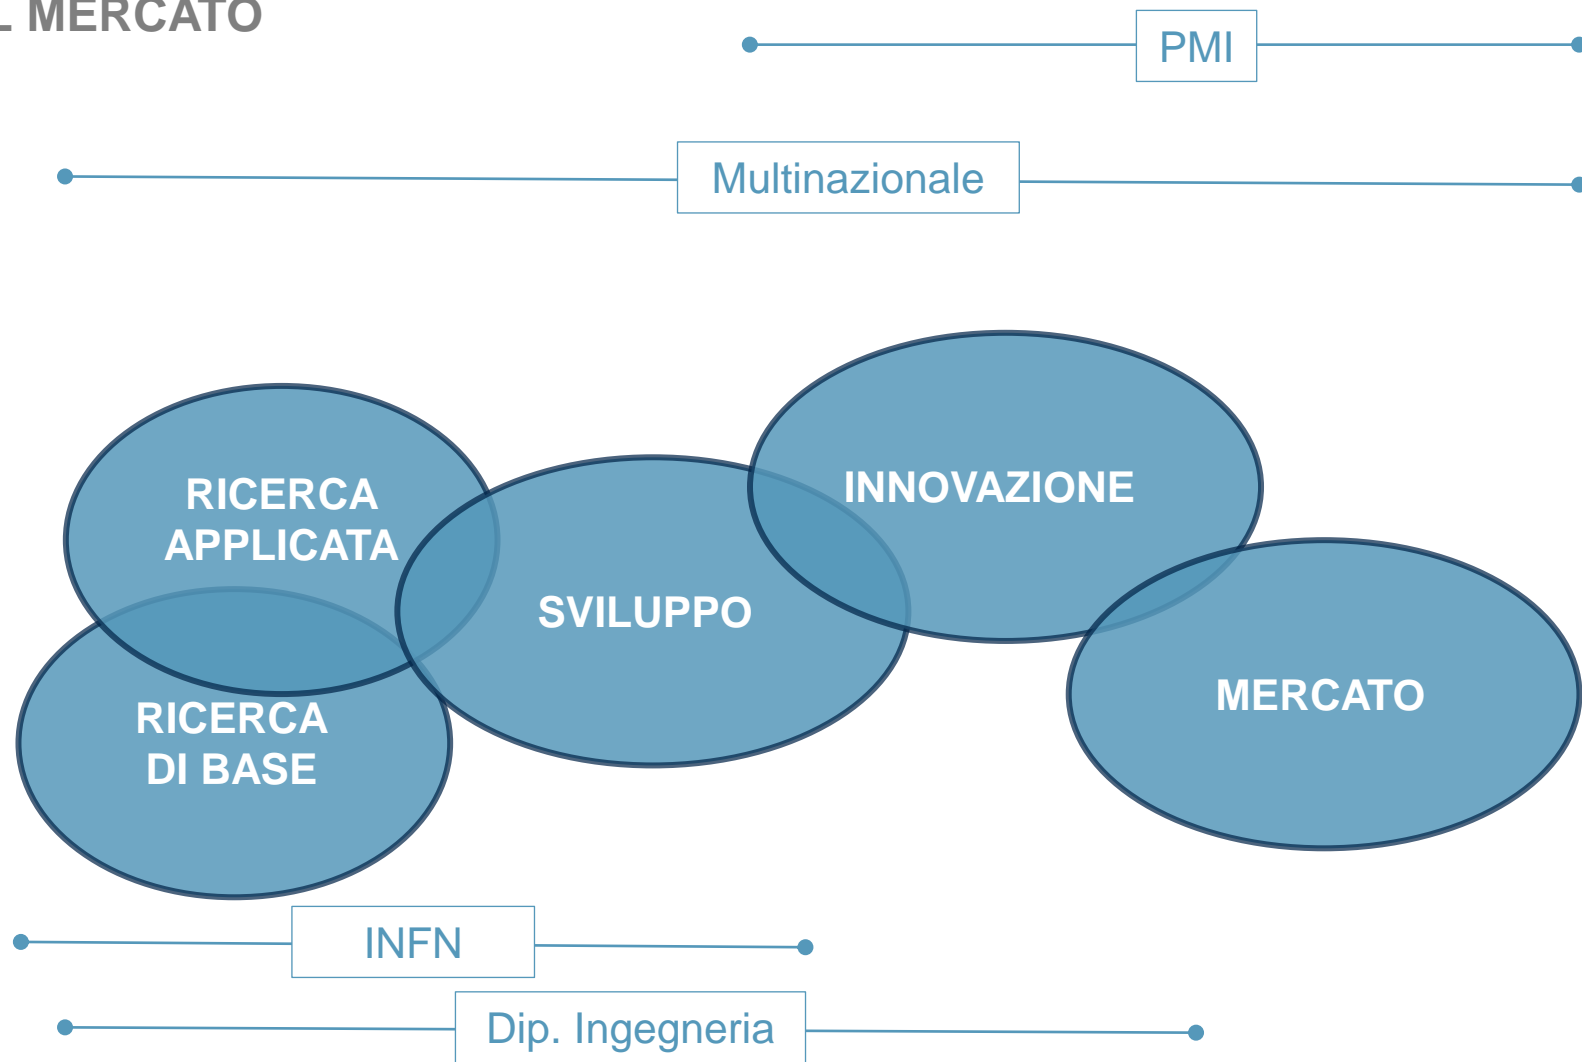 L MERCATO
PMI
Multinazionale
INNOVAZIONE
RICERCA
APPLICATA
SVILUPPO
MERCATO
RICERCA
DI BASE
INFN
Dip. Ingegneria